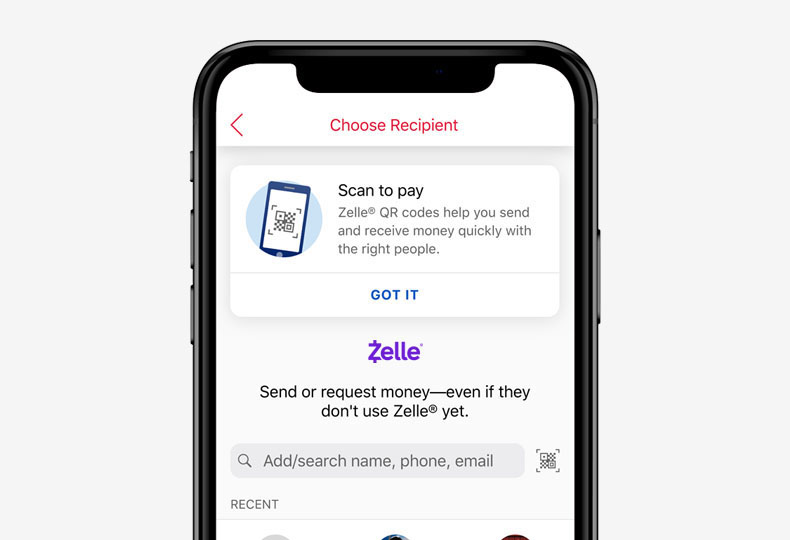 Choose Recipient
Scan to pay
Zelle® QR codes help you send
and receive money quickly with
the right people.
GOT IT
Zelle®
Send or request money—even if they
don't use Zelle® yet.
Add/search name, phone, email
RECENT